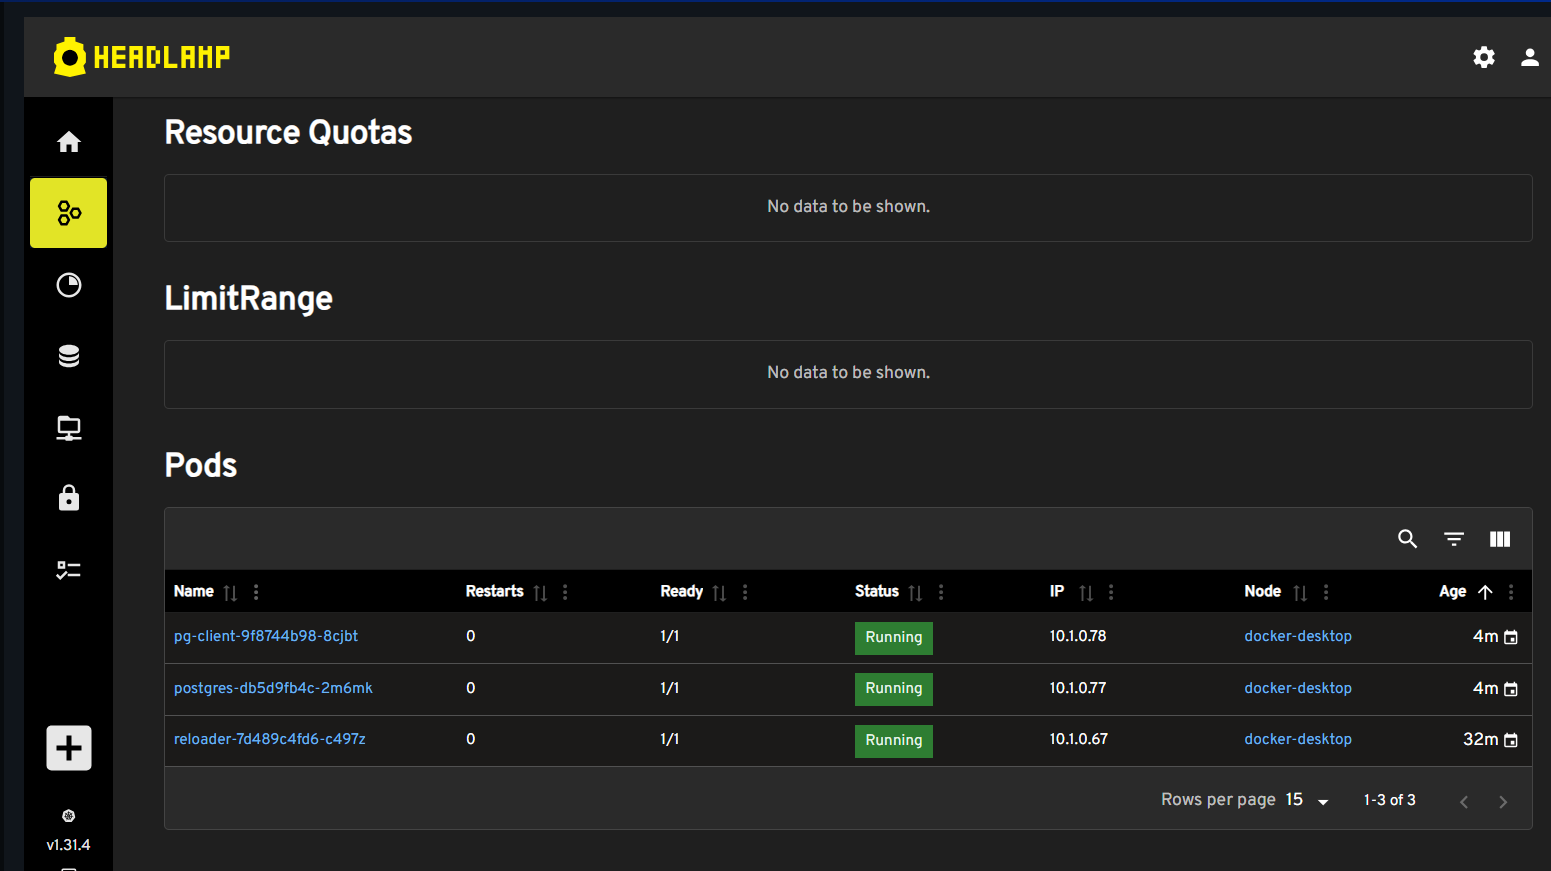 HEADLAMP
Resource Quotas
No data to be shown.
LimitRange
No data to be shown.
Pods
Name Restarts Ready Status IP Node Age
pg-client-9f8744b98-8cjbt 0 1/1 Running 10.1.0.78 docker-desktop 4m
postgres-db5d9fb4c-2m6mk 0 1/1 Running 10.1.0.77 docker-desktop 4m
reloader-7d489c4fd6-c497z 0 1/1 Running 10.1.0.67 docker-desktop 32m
Rows per page 15 1-3 of 3
v1.31.4